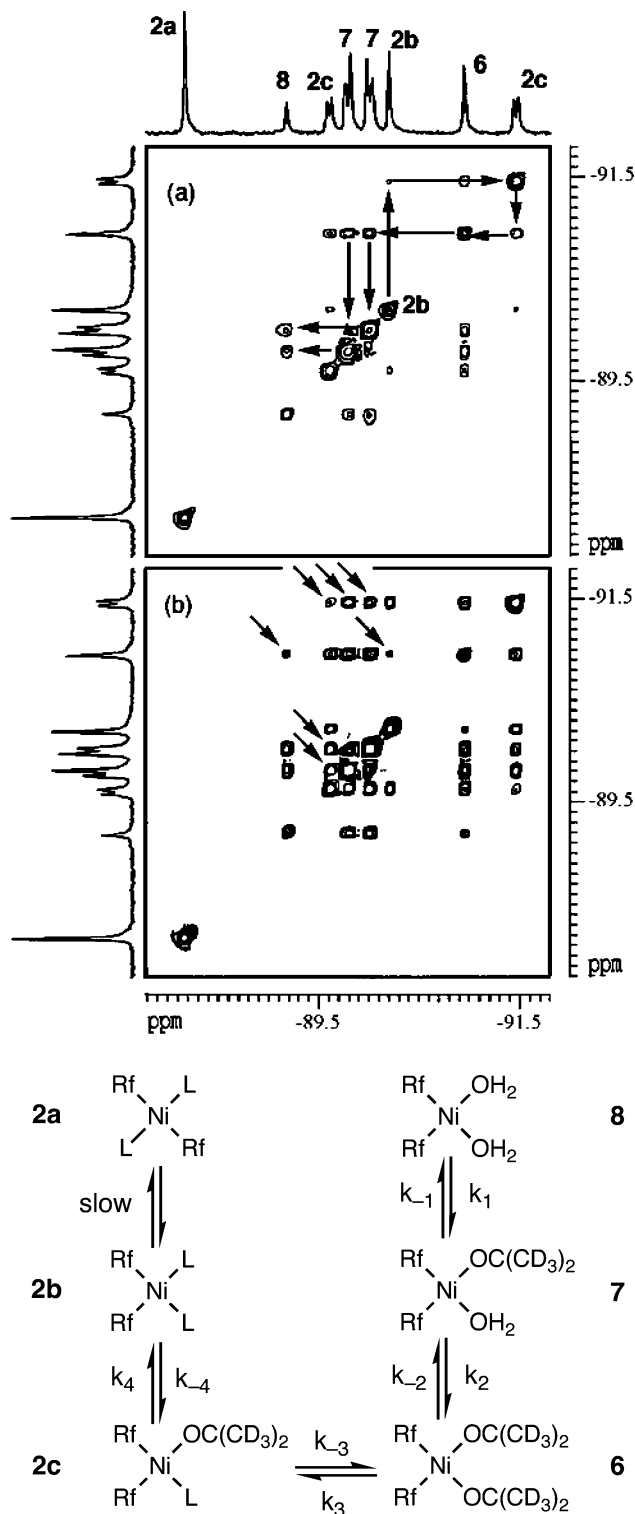 2a
8
2c
7
7
2b
6
2c
(a)
2b
-91.5
-89.5
ppm
(b)
-91.5
-89.5
ppm
ppm
-89.5
-91.5
2a
Rf
L
Ni
L
Rf
slow
2b
Rf
L
Ni
Rf
L
k4
k–4
2c
Rf
OC(CD3)2
Ni
Rf
L
k–3
k3
Rf
OH2
Ni
Rf
OH2
8
k–1
k1
Rf
OC(CD3)2
Ni
Rf
OH2
7
k–2
k2
Rf
OC(CD3)2
Ni
Rf
OC(CD3)2
6